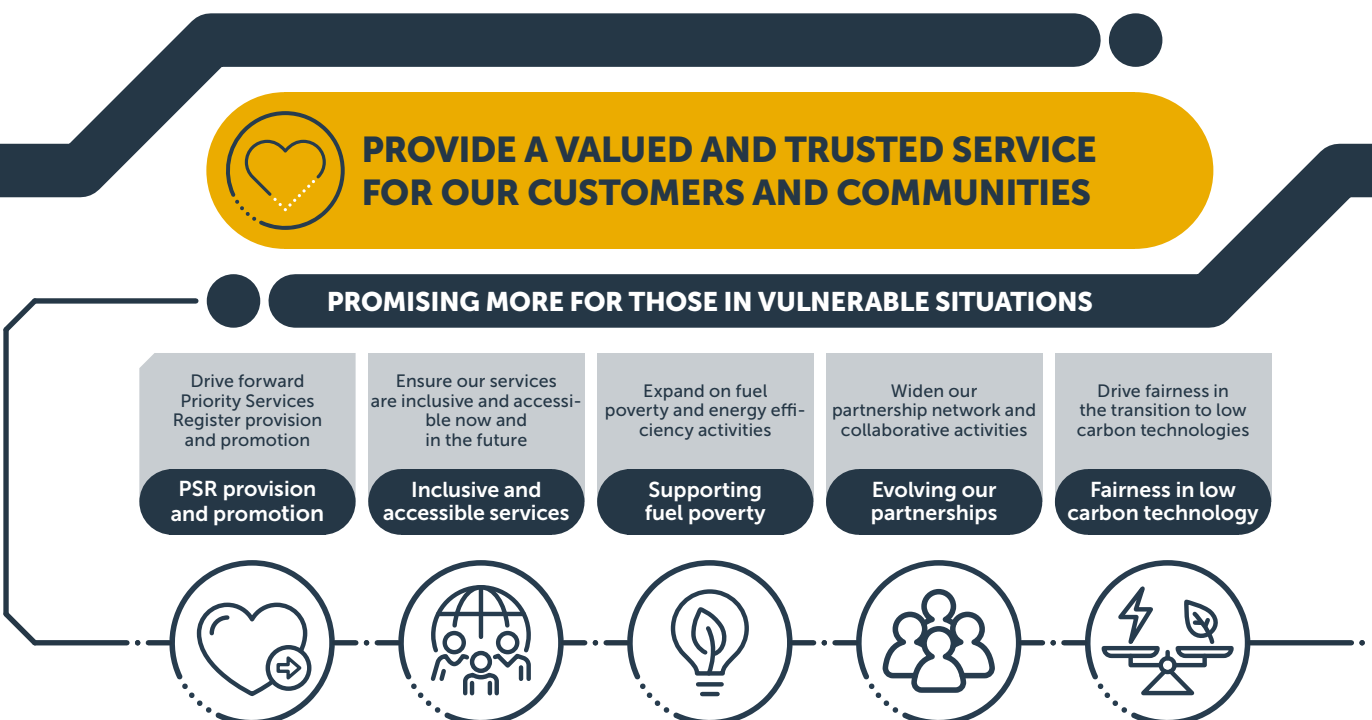 PROVIDE A VALUED AND TRUSTED SERVICE
FOR OUR CUSTOMERS AND COMMUNITIES
PROMISING MORE FOR THOSE IN VULNERABLE SITUATIONS
Drive forward
Priority Services
Register provision
and promotion
PSR provision
and promotion
Ensure our services
are inclusive and accessi-
ble now and
in the future
Inclusive and
accessible services
Expand on fuel
poverty and energy effi-
ciency activities
Supporting
fuel poverty
Widen our
partnership network and
collaborative activities
Evolving our
partnerships
Drive fairness in
the transition to low
carbon technologies
Fairness in low
carbon technology